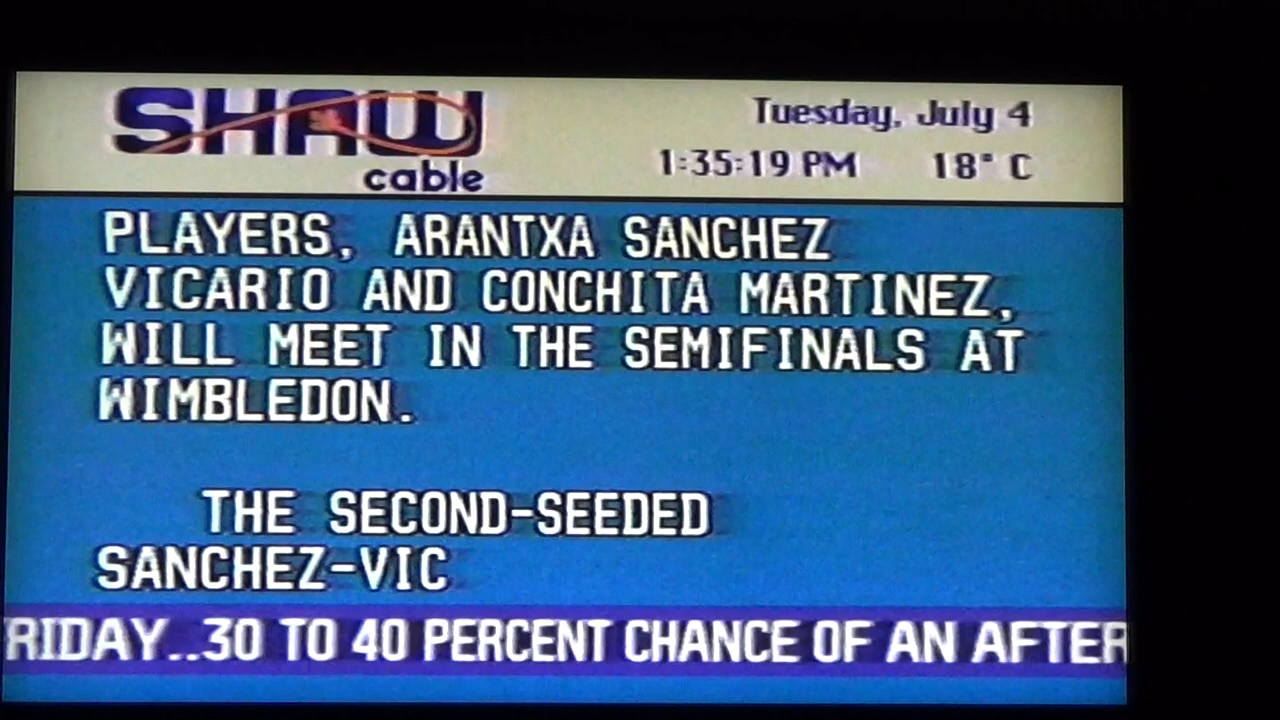 SHAW
cable
Tuesday, July 4
1:35:19 PM 18° C
PLAYERS, ARANTXA SANCHEZ
VICARIO AND CONCHITA MARTINEZ,
WILL MEET IN THE SEMIFINALS AT
WIMBLEDON.
THE SECOND-SEEDED
SANCHEZ-VIC
RIDAY..30 TO 40 PERCENT CHANCE OF AN AFTER